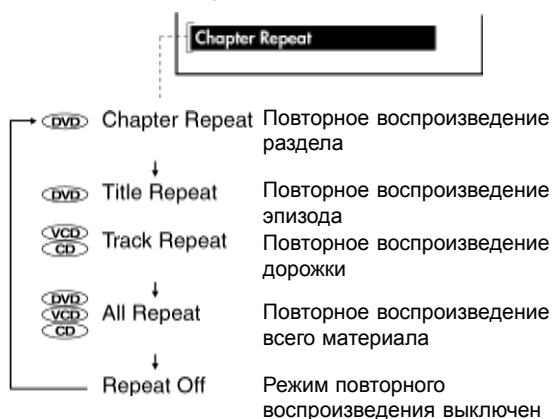 Chapter Repeat
DVD Chapter Repeat Повторное воспроизведение
раздела
DVD Title Repeat Повторное воспроизведение
эпизода
VCD
CD Track Repeat Повторное воспроизведение
дорожки
DVD
VCD
CD All Repeat Повторное воспроизведение
всего материала
Repeat Off Режим повторного
воспроизведения выключен